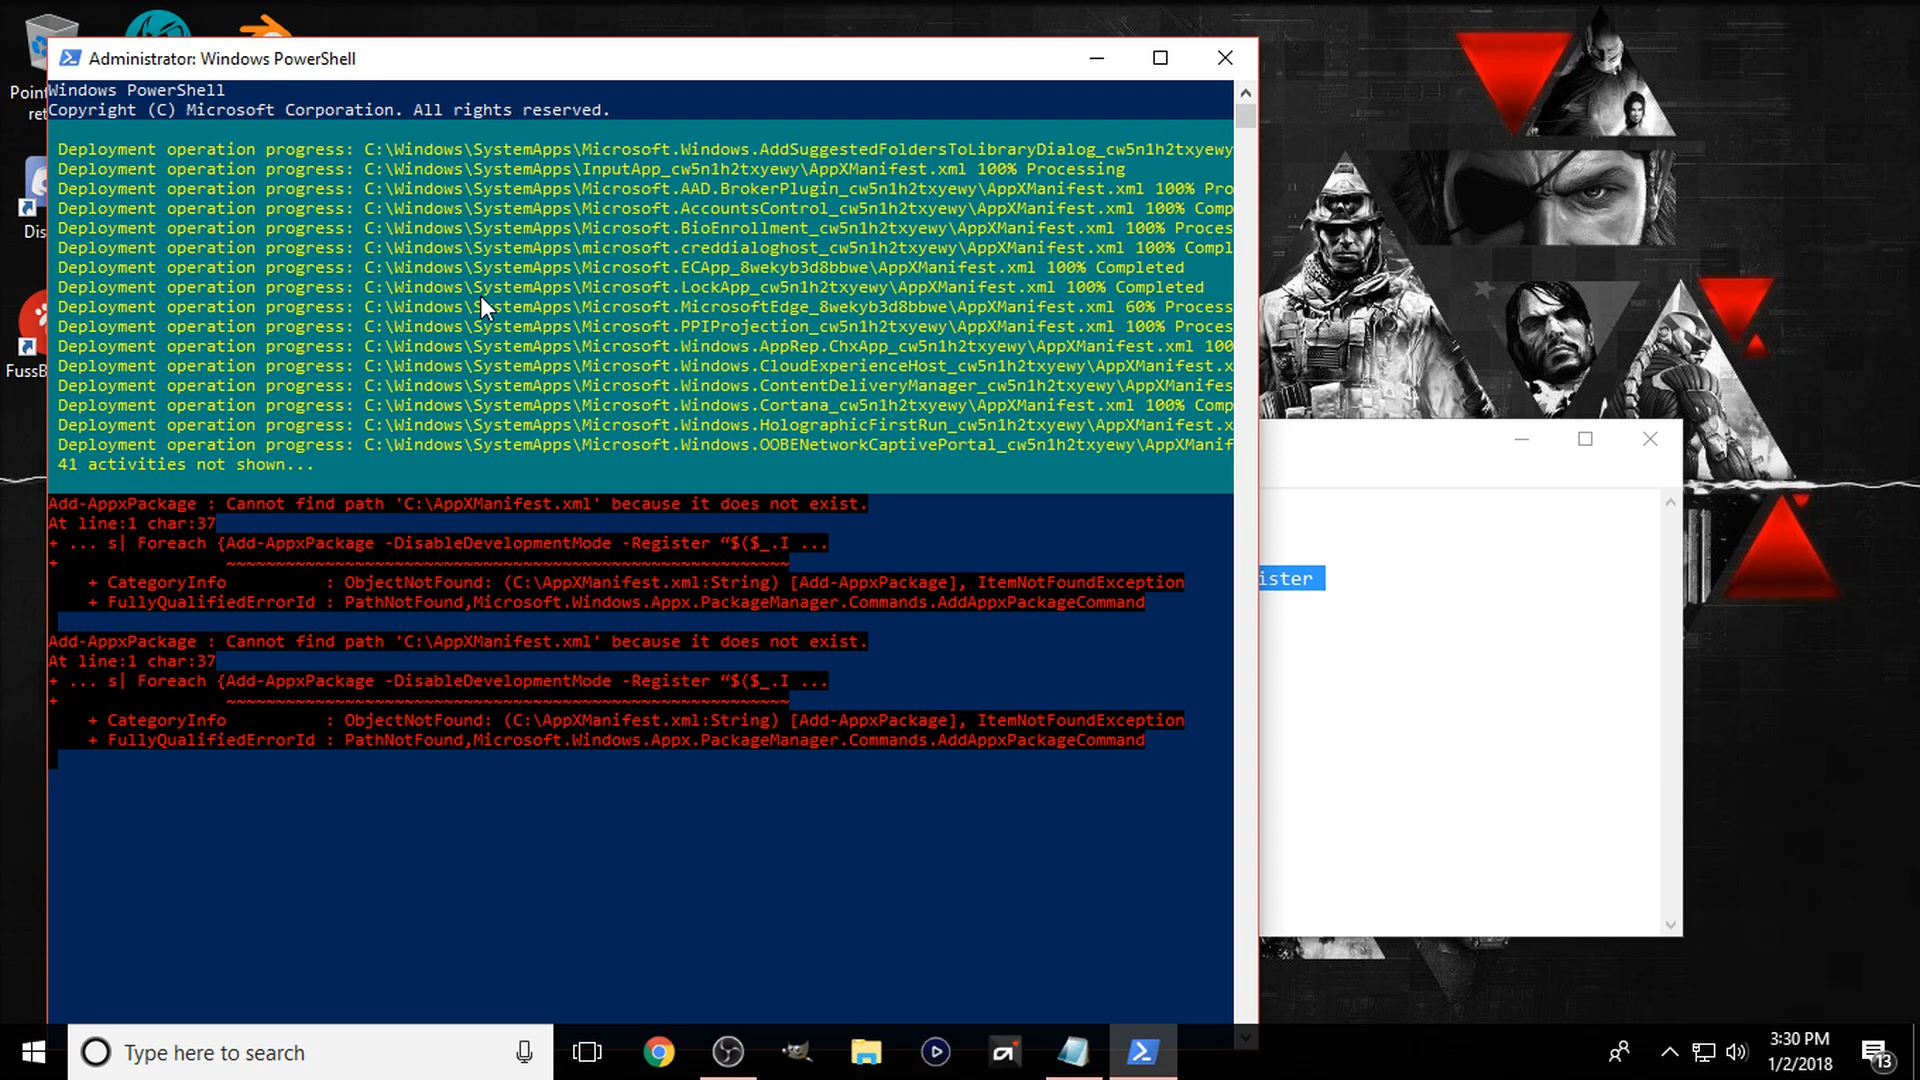 Administrator: Windows PowerShell
Windows PowerShell
Copyright (C) Microsoft Corporation. All rights reserved.
Deployment operation progress: C:\Windows\SystemApps\Microsoft.Windows.AddSuggestedFoldersToLibraryDialog_cw5n1h2txyewy
Deployment operation progress: C:\Windows\SystemApps\InputApp_cw5n1h2txyewy\AppXManifest.xml 100% Processing
Deployment operation progress: C:\Windows\SystemApps\Microsoft.AAD.BrokerPlugin_cw5n1h2txyewy\AppXManifest.xml 100% Pro
Deployment operation progress: C:\Windows\SystemApps\Microsoft.AccountsControl_cw5n1h2txyewy\AppXManifest.xml 100% Comp
Deployment operation progress: C:\Windows\SystemApps\Microsoft.BioEnrollment_cw5n1h2txyewy\AppXManifest.xml 100% Proces
Deployment operation progress: C:\Windows\SystemApps\Microsoft.creddialoghost_cw5n1h2txyewy\AppXManifest.xml 100% Compl
Deployment operation progress: C:\Windows\SystemApps\Microsoft.ECApp_8wekyb3d8bbwe\AppXManifest.xml 100% Completed
Deployment operation progress: C:\Windows\SystemApps\Microsoft.LockApp_cw5n1h2txyewy\AppXManifest.xml 100% Completed
Deployment operation progress: C:\Windows\SystemApps\Microsoft.MicrosoftEdge_8wekyb3d8bbwe\AppXManifest.xml 60% Process
Deployment operation progress: C:\Windows\SystemApps\Microsoft.PPIProjection_cw5n1h2txyewy\AppXManifest.xml 100% Proces
Deployment operation progress: C:\Windows\SystemApps\Microsoft.Windows.AppRep.ChxApp_cw5n1h2txyewy\AppXManifest.xml 100
Deployment operation progress: C:\Windows\SystemApps\Microsoft.Windows.CloudExperienceHost_cw5n1h2txyewy\AppXManifest.x
Deployment operation progress: C:\Windows\SystemApps\Microsoft.Windows.ContentDeliveryManager_cw5n1h2txyewy\AppXManifes
Deployment operation progress: C:\Windows\SystemApps\Microsoft.Windows.Cortana_cw5n1h2txyewy\AppXManifest.xml 100% Comp
Deployment operation progress: C:\Windows\SystemApps\Microsoft.Windows.HolographicFirstRun_cw5n1h2txyewy\AppXManifest.x
Deployment operation progress: C:\Windows\SystemApps\Microsoft.Windows.OOBENetworkCaptivePortal_cw5n1h2txyewy\AppXManif
41 activities not shown...
Add-AppxPackage : Cannot find path 'C:\AppXManifest.xml' because it does not exist.
At line:1 char:37
+ ... s| Foreach {Add-AppxPackage -DisableDevelopmentMode -Register “$($_.I ...
+ ~~~~~~~~~~~~~~~~~~~~~~~~~~~~~~~~~~~~~~~~~~~~~~~~~~~~~~~~~
+ CategoryInfo : ObjectNotFound: (C:\AppXManifest.xml:String) [Add-AppxPackage], ItemNotFoundException
+ FullyQualifiedErrorId : PathNotFound,Microsoft.Windows.Appx.PackageManager.Commands.AddAppxPackageCommand
Add-AppxPackage : Cannot find path 'C:\AppXManifest.xml' because it does not exist.
At line:1 char:37
+ ... s| Foreach {Add-AppxPackage -DisableDevelopmentMode -Register “$($_.I ...
+ ~~~~~~~~~~~~~~~~~~~~~~~~~~~~~~~~~~~~~~~~~~~~~~~~~~~~~~~~~
+ CategoryInfo : ObjectNotFound: (C:\AppXManifest.xml:String) [Add-AppxPackage], ItemNotFoundException
+ FullyQualifiedErrorId : PathNotFound,Microsoft.Windows.Appx.PackageManager.Commands.AddAppxPackageCommand
Point
ret
Dis
FussB
ister
Type here to search
3:30 PM
1/2/2018
13